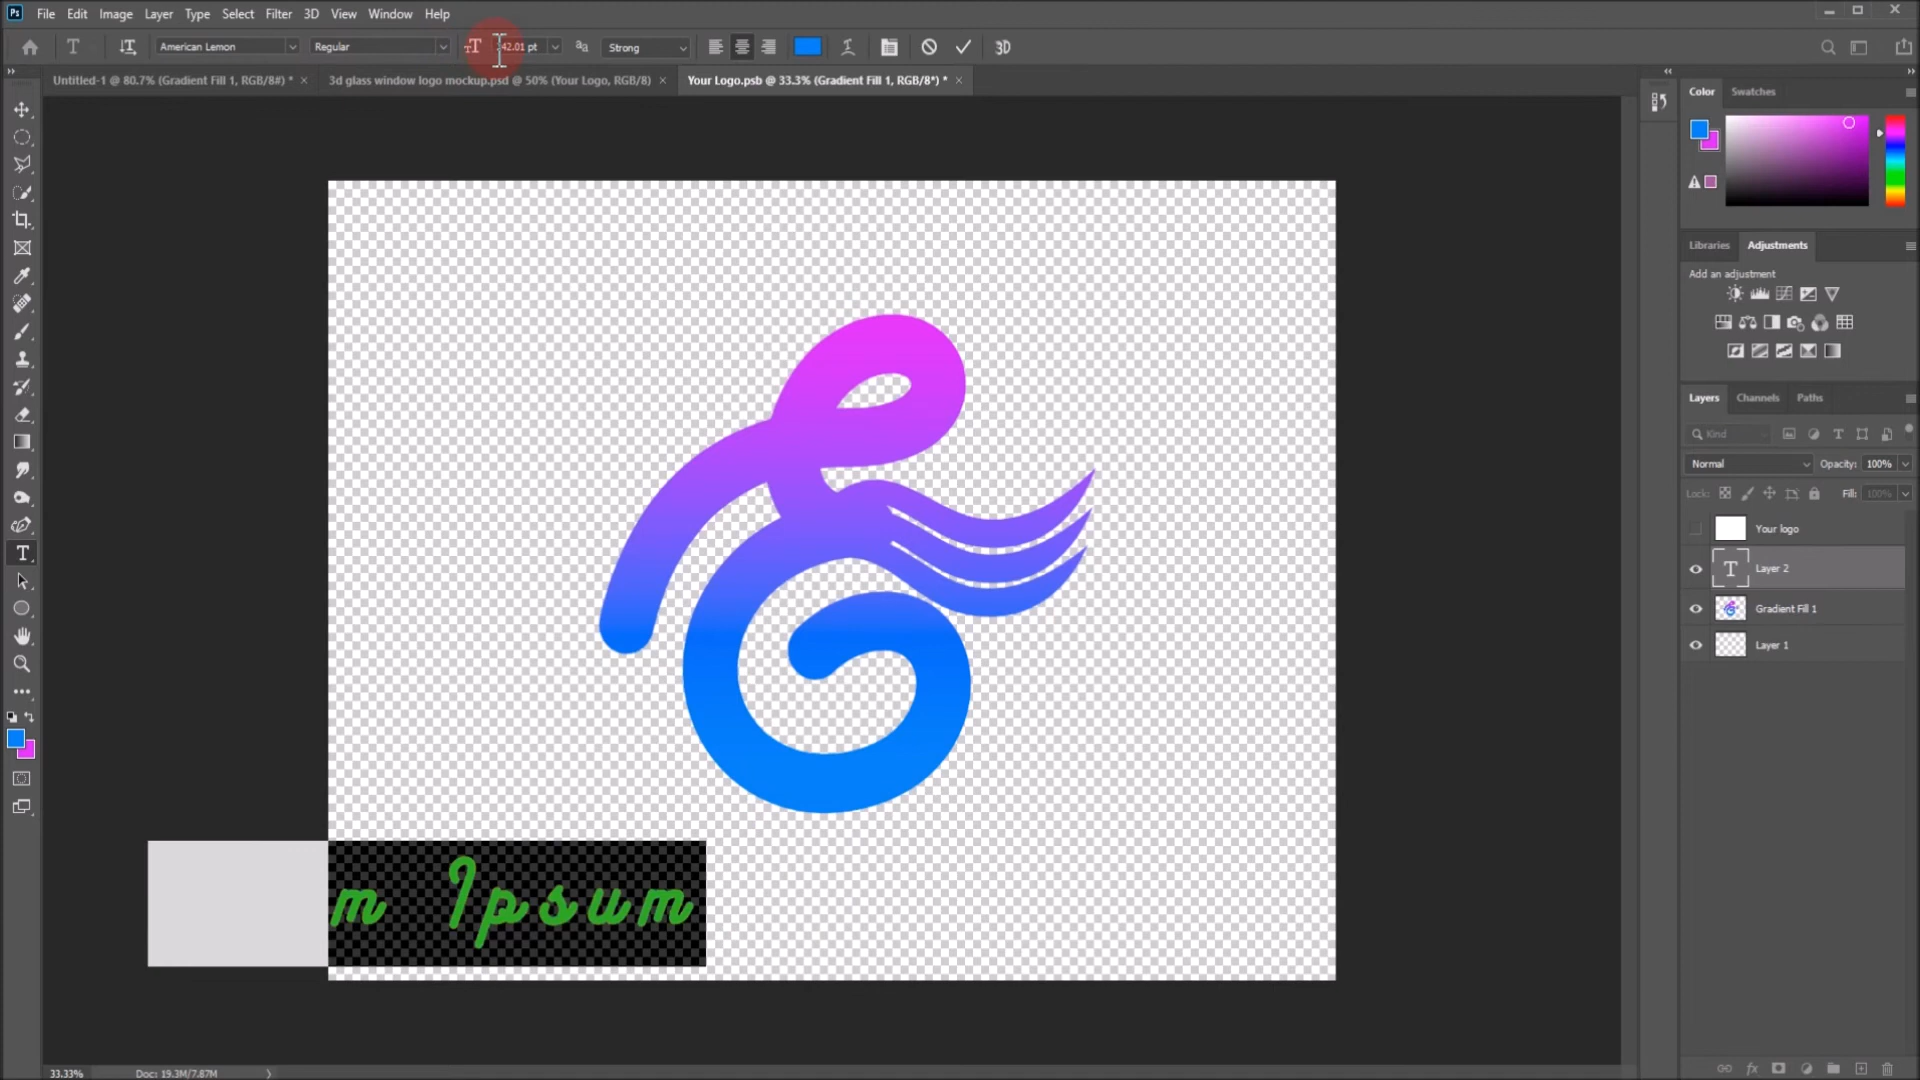 Ps File Edit Image Layer Type Select Filter 3D View Window Help
American Lemon Regular 42.01 pt Strong 3D
Untitled-1 @ 80.7% (Gradient Fill 1, RGB/8#) * × 3d glass window logo mockup.psd @ 50% (Your Logo, RGB/8) × Your Logo.psb @ 33.3% (Gradient Fill 1, RGB/8*) * ×
Color Swatches
Libraries Adjustments
Add an adjustment
Layers Channels Paths
Kind
Normal Opacity: 100%
Lock: Fill: 100%
Your logo
Layer 2
Gradient Fill 1
Layer 1
m Ipsum
33.33% Doc: 19.3M/7.87M